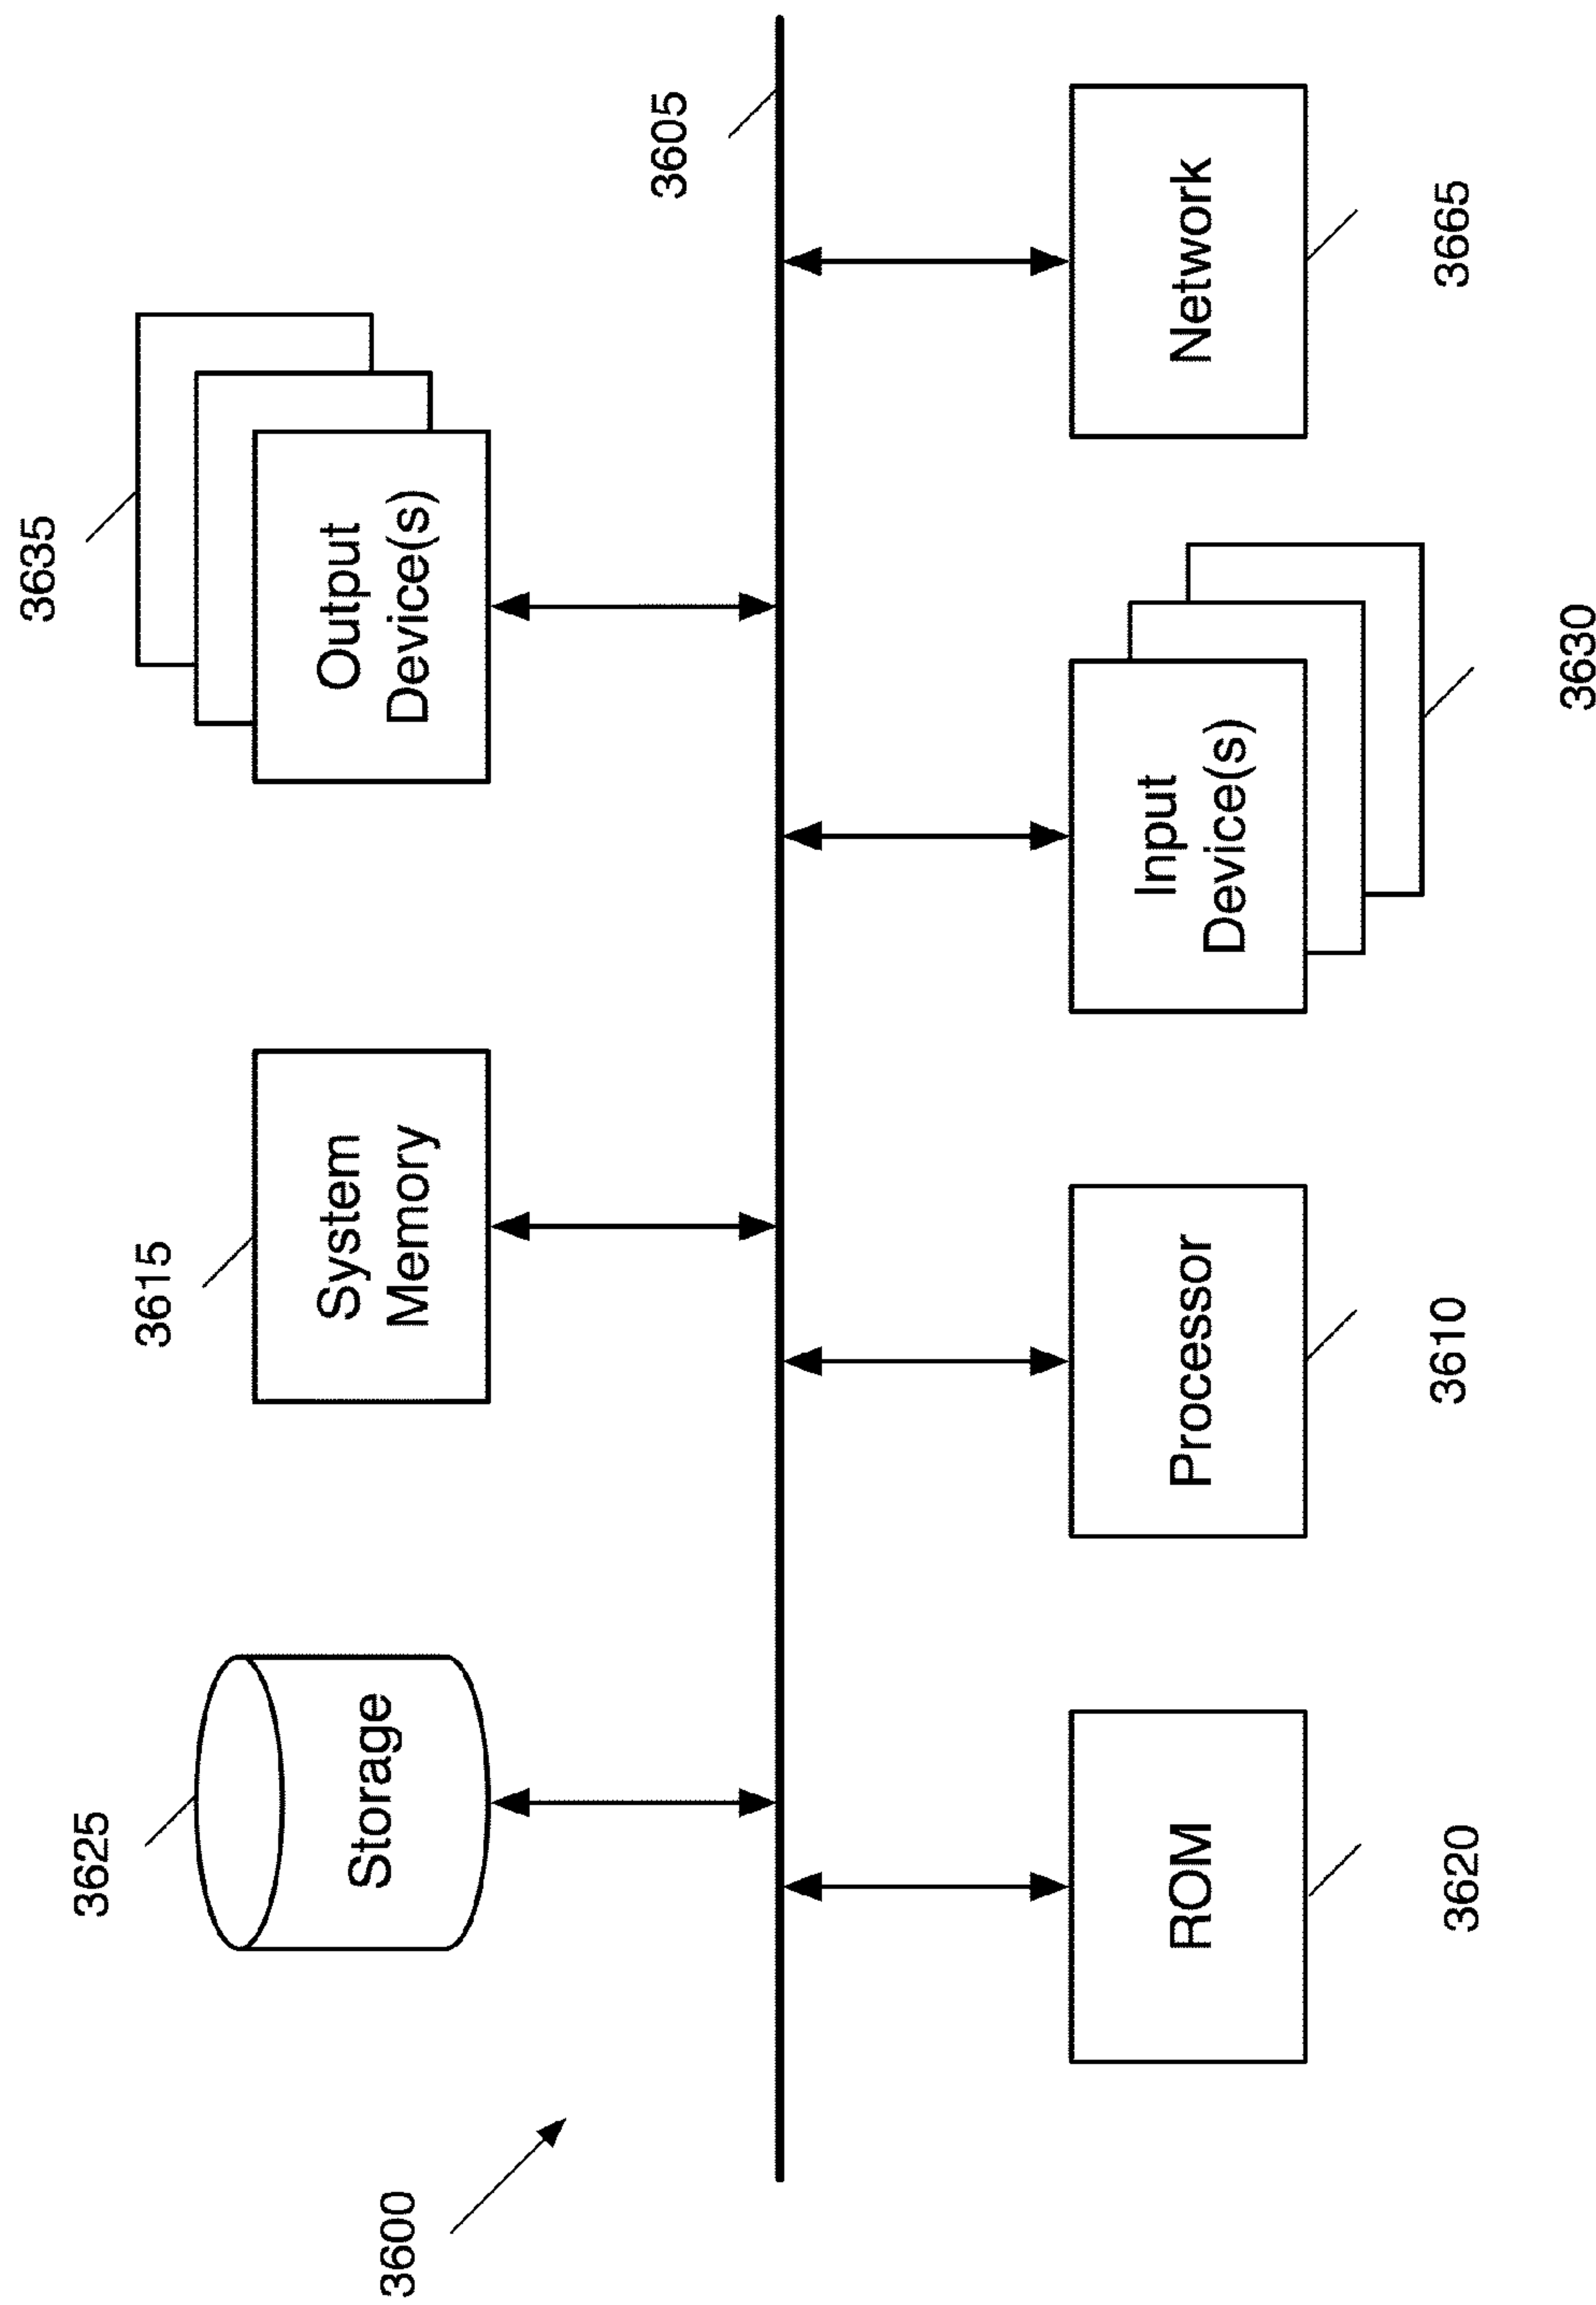 3600
3625
Storage
3615
System
Memory
3635
Output
Device(s)
3605
ROM
3620
Processor
3610
Input
Device(s)
3630
Network
3665